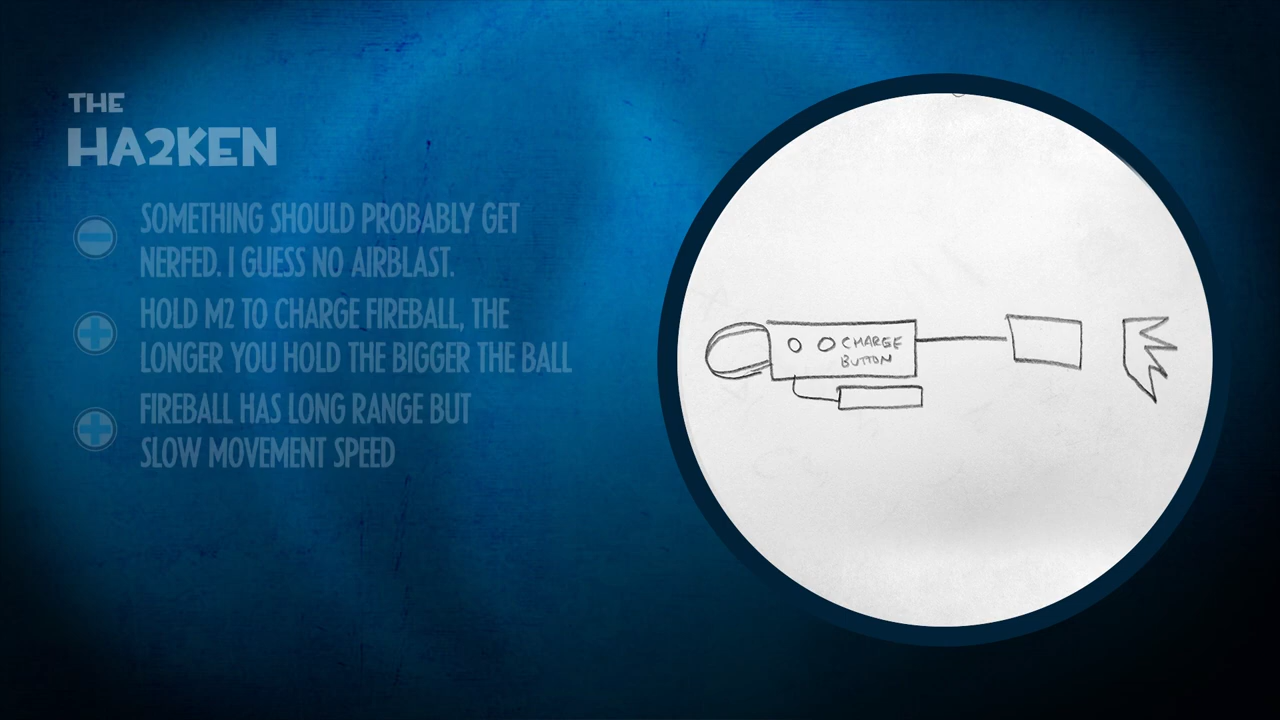 THE
HA2KEN
SOMETHING SHOULD PROBABLY GET
NERFED. I GUESS NO AIRBLAST.
HOLD M2 TO CHARGE FIREBALL, THE
LONGER YOU HOLD THE BIGGER THE BALL
FIREBALL HAS LONG RANGE BUT
SLOW MOVEMENT SPEED
CHARGE
BUTTON